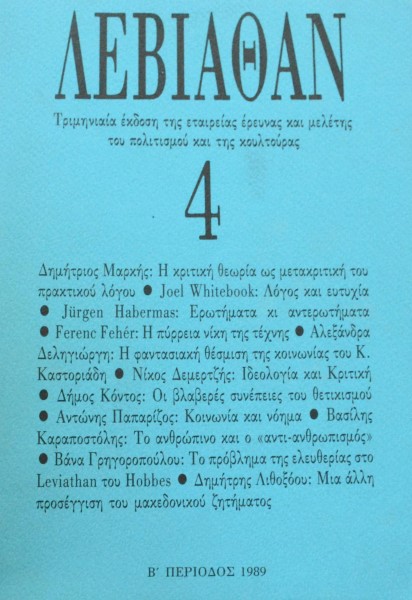 ΛΕΒΙΑΘΑΝ
Τριμηνιαία έκδοση της εταιρείας έρευνας και μελέτης
του πολιτισμού και της κουλτούρας
4
Δημήτριος Μαρκής: Η κριτική θεωρία ως μετακριτική του
πρακτικού λόγου ● Joel Whitebook: Λόγος και ευτυχία
● Jürgen Habermas: Ερωτήματα κι αντερωτήματα
● Ferenc Fehér: Η πύρρεια νίκη της τέχνης ● Αλεξάνδρα
Δεληγιώργη: Η φαντασιακή θέσμιση της κοινωνίας του Κ.
Καστοριάδη ● Νίκος Δεμερτζής: Ιδεολογία και Κριτική
● Δήμος Κόντος: Οι βλαβερές συνέπειες του θετικισμού
● Αντώνης Παπαρίζος: Κοινωνία και νόημα ● Βασίλης
Καραποστόλης: Το ανθρώπινο και ο «αντι-ανθρωπισμός»
● Βάνα Γρηγοροπούλου: Το πρόβλημα της ελευθερίας στο
Leviathan του Hobbes ● Δημήτρης Λιθοξόου: Μια άλλη
προσέγγιση του μακεδονικού ζητήματος
Β' ΠΕΡΙΟΔΟΣ 1989